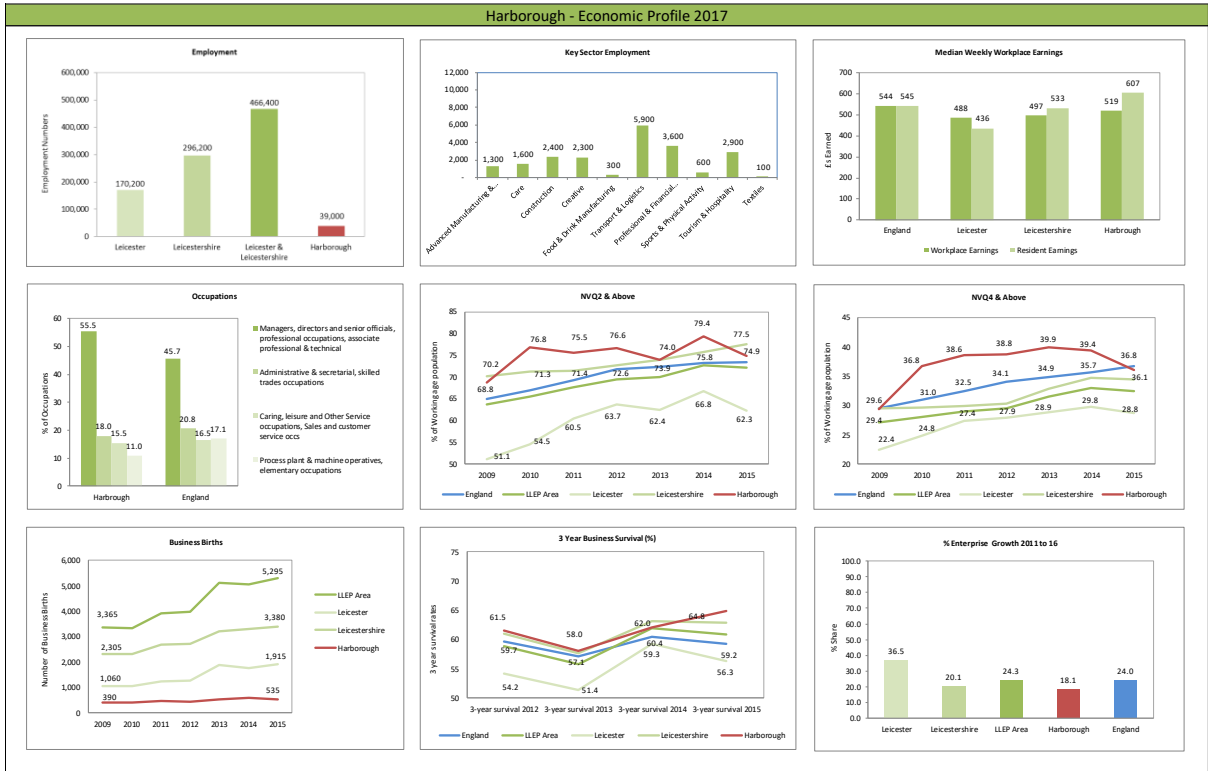 Harborough - Economic Profile 2017
Employment
Employment Numbers
600,000
500,000
400,000
300,000
200,000
100,000
0
170,200
296,200
466,400
39,000
Leicester
Leicestershire
Leicester &
Leicestershire
Harborough
Key Sector Employment
12,000
10,000
8,000
6,000
4,000
2,000
-
1,300
1,600
2,400
2,300
300
5,900
3,600
600
2,900
100
Advanced Manufacturing &...
Care
Construction
Creative
Food & Drink Manufacturing
Transport & Logistics
Professional & Financial...
Sports & Physical Activity
Tourism & Hospitality
Textiles
Median Weekly Workplace Earnings
£s Earned
700
600
500
400
300
200
100
0
544 545
488
436
497
533
519
607
England
Leicester
Leicestershire
Harbrough
Workplace Earnings
Resident Earnings
Occupations
% of Occupations
60
50
40
30
20
10
0
55.5
18.0
15.5
11.0
45.7
20.8
16.5
17.1
Harbrough
England
Managers, directors and senior officials,
professional occupations, associate
professional & technical
Administrative & secretarial, skilled
trades occupations
Caring, leisure and Other Service
occupations, Sales and customer
service occs
Process plant & machine operatives,
elementary occupations
NVQ2 & Above
% of Working age population
85
80
75
70
65
60
55
50
70.2
68.8
76.8
71.3
75.5
71.4
76.6
72.6
74.0
73.9
79.4
75.8
77.5
74.9
51.1
54.5
60.5
63.7
62.4
66.8
62.3
2009
2010
2011
2012
2013
2014
2015
England
LLEP Area
Leicester
Leicestershire
Harborough
NVQ4 & Above
% of Working age population
45
40
35
30
25
20
29.6
29.4
22.4
36.8
31.0
24.8
38.6
32.5
27.4
38.8
34.1
27.9
39.9
34.9
28.9
39.4
35.7
29.8
36.8
36.1
28.8
2009
2010
2011
2012
2013
2014
2015
England
LLEP Area
Leicester
Leicestershire
Harborough
Business Births
Number of Business Births
6,000
5,000
4,000
3,000
2,000
1,000
0
3,365
2,305
1,060
390
5,295
3,380
1,915
535
2009
2010
2011
2012
2013
2014
2015
LLEP Area
Leicester
Leicestershire
Harborough
3 Year Business Survival (%)
3 year survival rates
75
70
65
60
55
50
61.5
59.7
54.2
58.0
57.1
51.4
62.0
60.4
59.3
64.8
59.2
56.3
3-year survival 2012
3-year survival 2013
3-year survival 2014
3-year survival 2015
England
LLEP Area
Leicester
Leicestershire
Harborough
% Enterprise Growth 2011 to 16
% Share
100.0
90.0
80.0
70.0
60.0
50.0
40.0
30.0
20.0
10.0
0.0
36.5
20.1
24.3
18.1
24.0
Leicester
Leicestershire
LLEP Area
Harborough
England